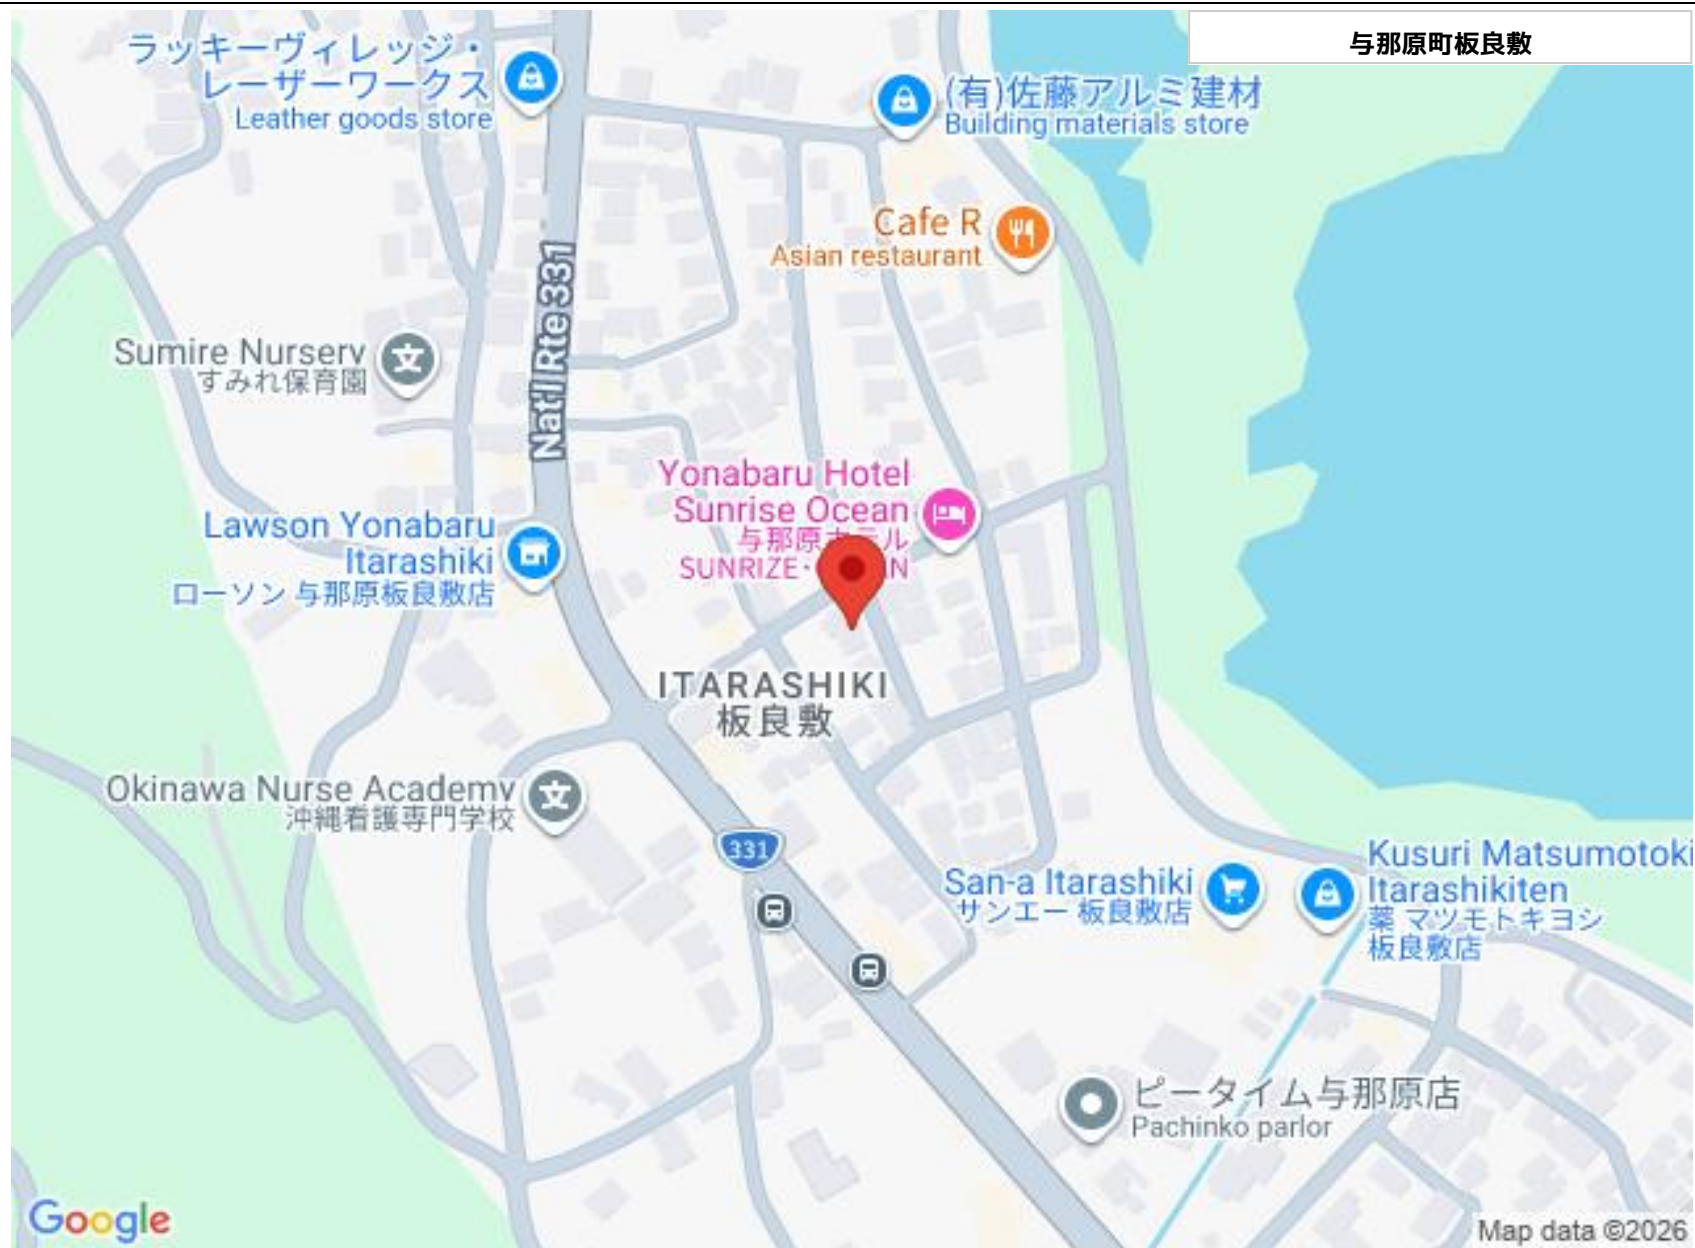 与那原町板良敷
ラッキーヴィレッジ・
レーザーワークス
Leather goods store
(有)佐藤アルミ建材
Building materials store
Cafe R
Asian restaurant
Nat'l Rte 331
Sumire Nursery
すみれ保育園
Yonabaru Hotel
Sunrise Ocean
SUNRIZE・
Lawson Yonabaru
Itarashiki
ローソン 与那原板良敷店
ITARASHIKI
板良敷
Okinawa Nurse Academy
沖縄看護専門学校
331
San-a Itarashiki
サンエー 板良敷店
Kusuri Matsumotoki
Itarashikiten
薬 マツモトキヨシ
板良敷店
ピータイム与那原店
Pachinko parlor
Google
Map data ©2026